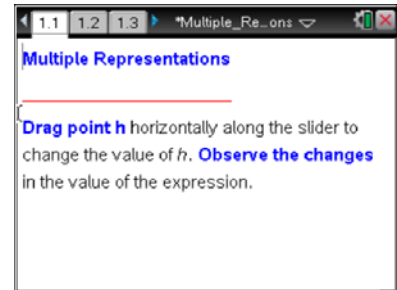 1.1 1.2 1.3 *Multiple_Re…ons
Multiple Representations
Drag point h horizontally along the slider to
change the value of h. Observe the changes
in the value of the expression.